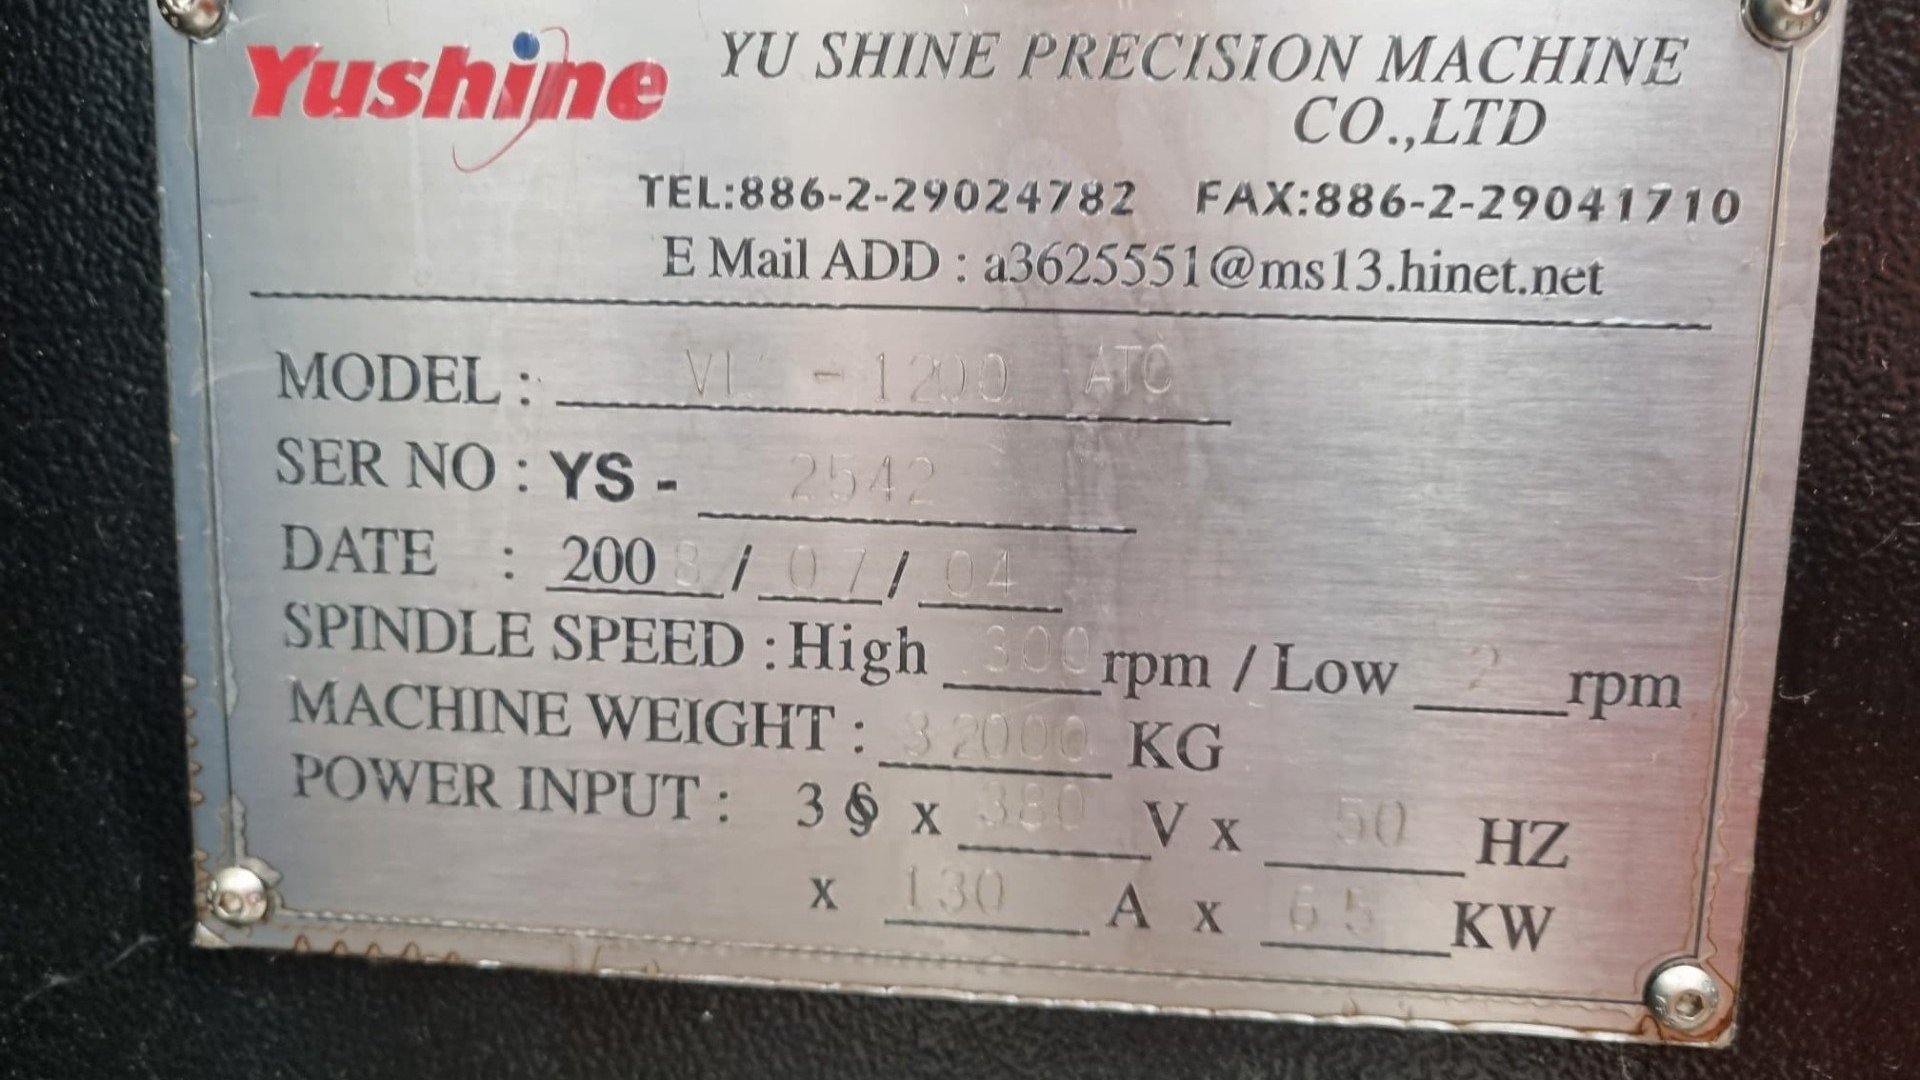 Yushine YU SHINE PRECISION MACHINE
CO.,LTD
TEL:886-2-29024782 FAX:886-2-29041710
E Mail ADD : a3625551@ms13.hinet.net
MODEL : -1200 ATC
SER NO : YS - 2542
DATE : 2008 / 07 / 04
SPINDLE SPEED : High 300 rpm / Low 2 rpm
MACHINE WEIGHT : 32000 KG
POWER INPUT : 3 § x 380 V x 50 HZ
x 130 A x 65 KW